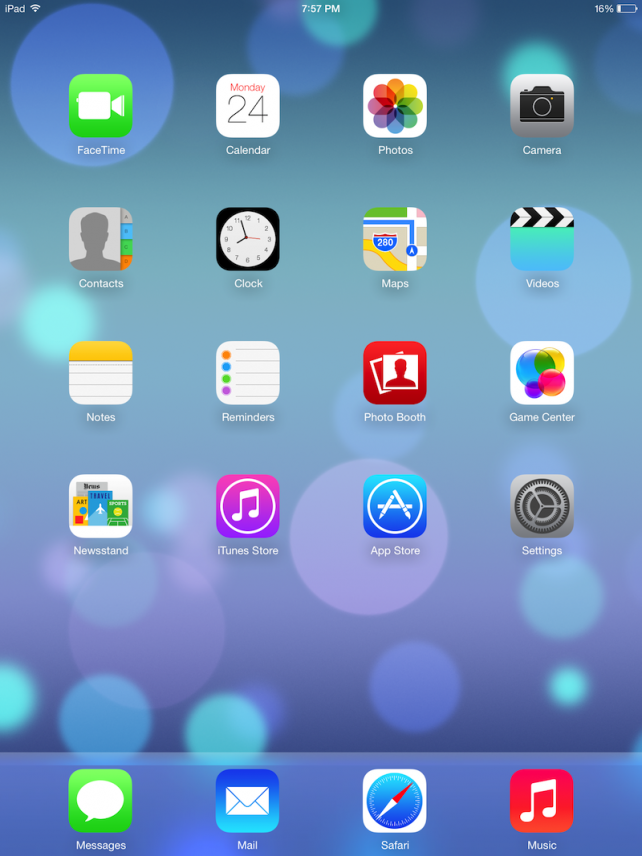 iPad 7:57 PM 16%
Monday
24
FaceTime Calendar Photos Camera
280
Contacts Clock Maps Videos
Notes Reminders Photo Booth Game Center
News
ART TRAVEL SPORTS
Newsstand iTunes Store App Store Settings
Messages Mail Safari Music